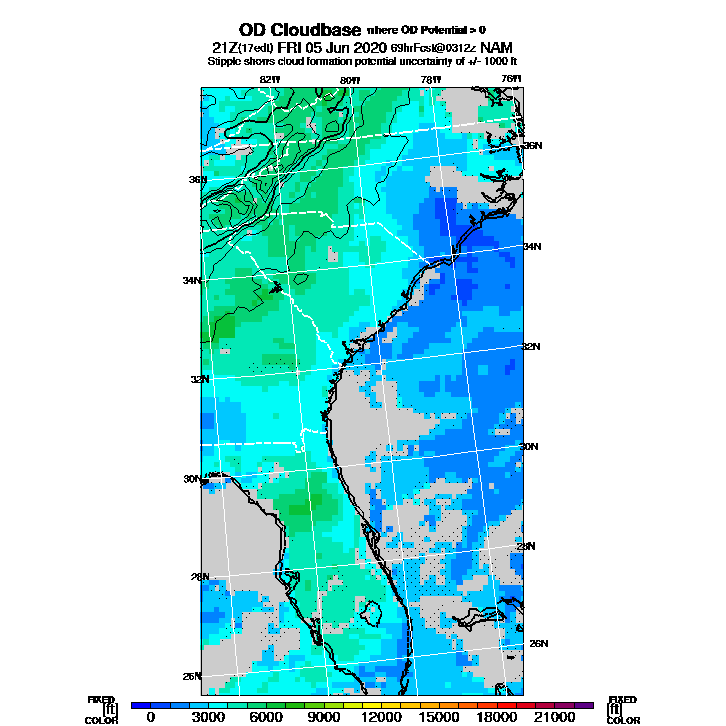 OD Cloudbase where OD Potential > 0
21Z(17edt) FRI 05 Jun 2020 69hrFcst@0312z NAM
Stipple shows cloud formation potential uncertainty of +/- 1000 ft
82W 80W 78W 76W
36N
36N
34N
34N
32N
32N
30N
30N
28N
28N
26N
26N
FIXED FIXED
[ft] [ft]
COLOR COLOR
0 3000 6000 9000 12000 15000 18000 21000